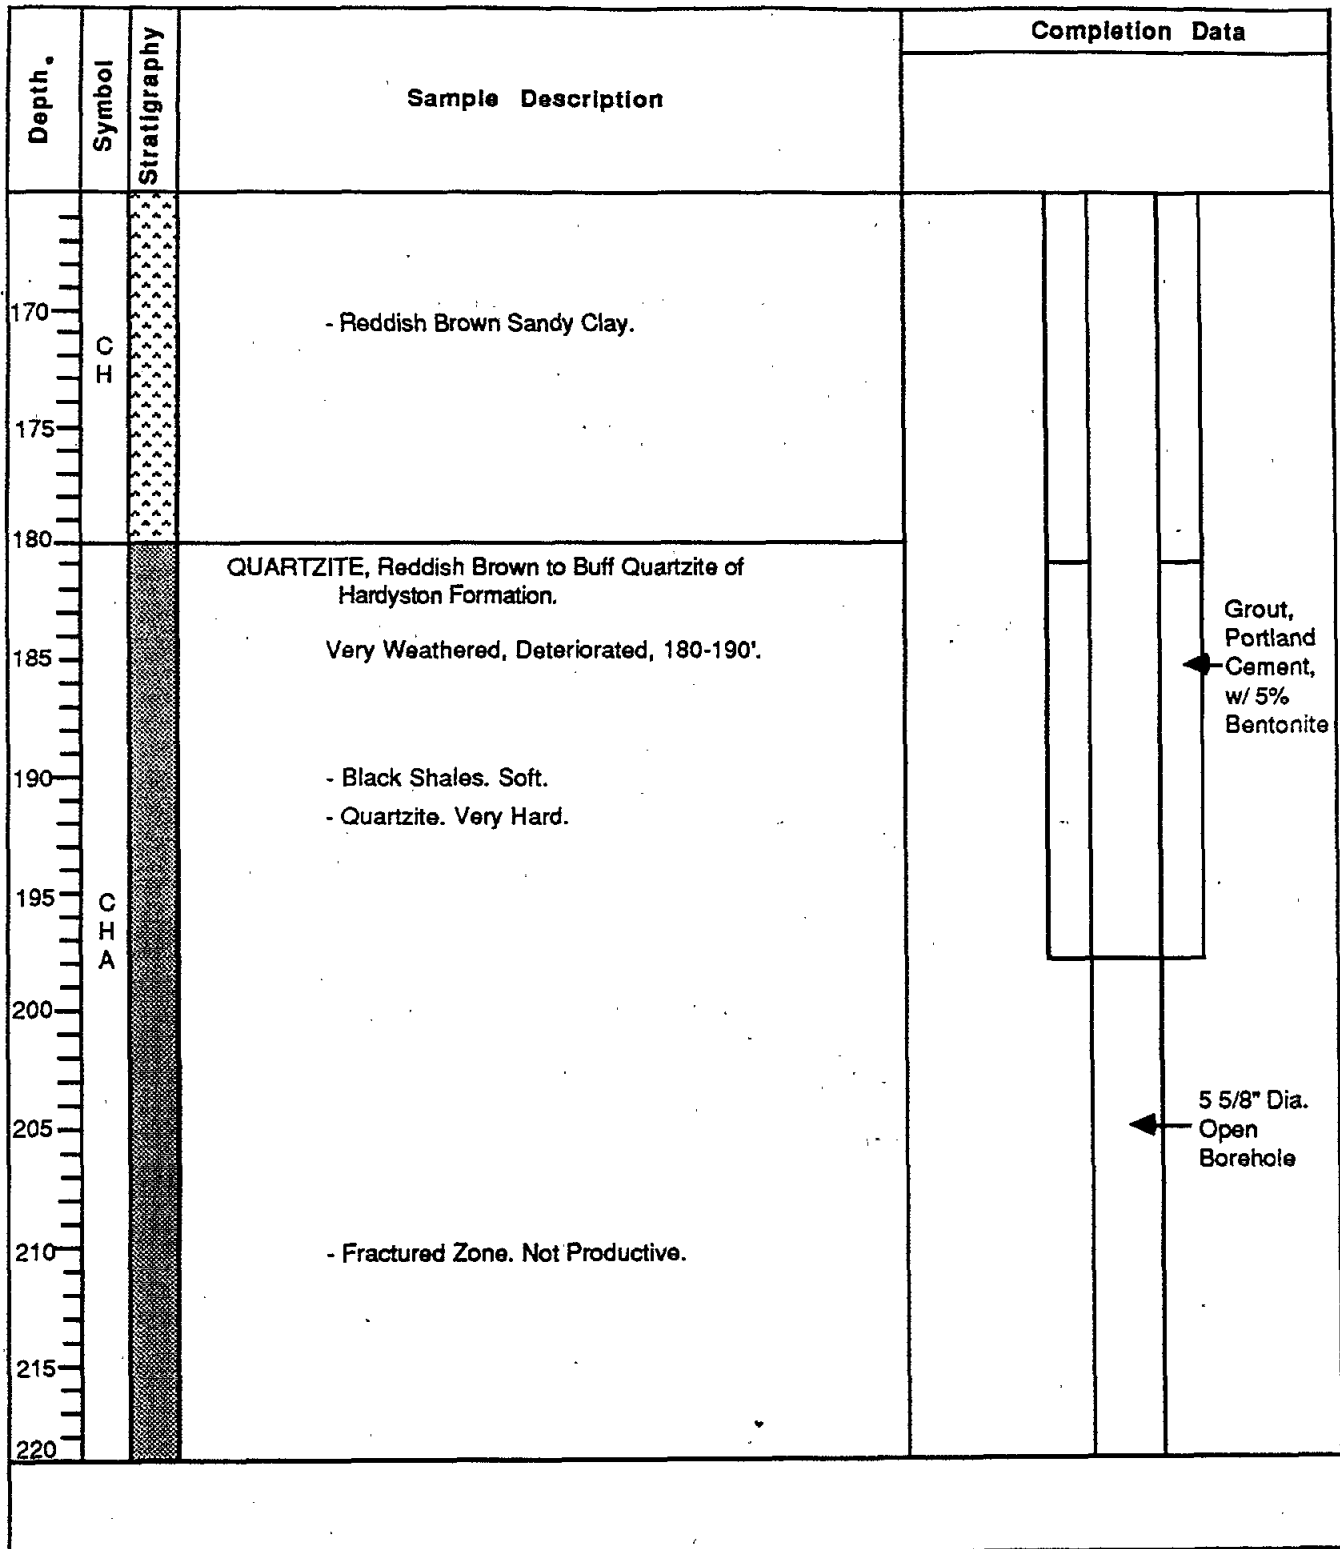 Depth.
Symbol
Stratigraphy
Sample Description
Completion Data
170
175
180
185
190
195
200
205
210
215
220
C
H
C
H
A
- Reddish Brown Sandy Clay.
QUARTZITE, Reddish Brown to Buff Quartzite of
Hardyston Formation.
Very Weathered, Deteriorated, 180-190'.
- Black Shales. Soft.
- Quartzite. Very Hard.
- Fractured Zone. Not Productive.
Grout,
Portland
Cement,
w/ 5%
Bentonite
5 5/8" Dia.
Open
Borehole